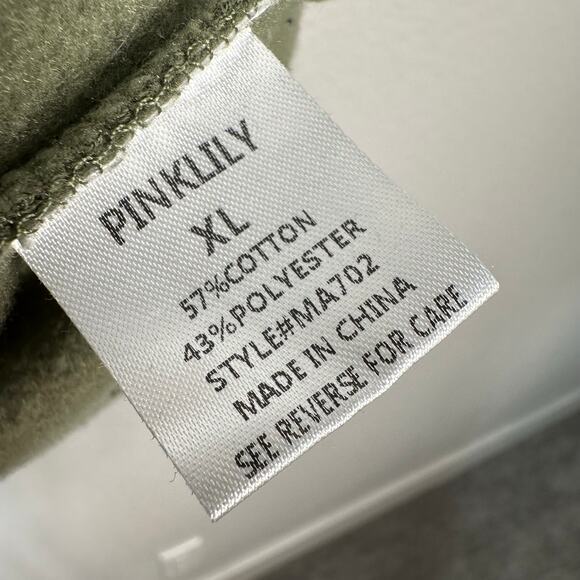 PINKLILY
XL
57%COTTON
43%POLYESTER
STYLE#MA702
MADE IN CHINA
SEE REVERSE FOR CARE